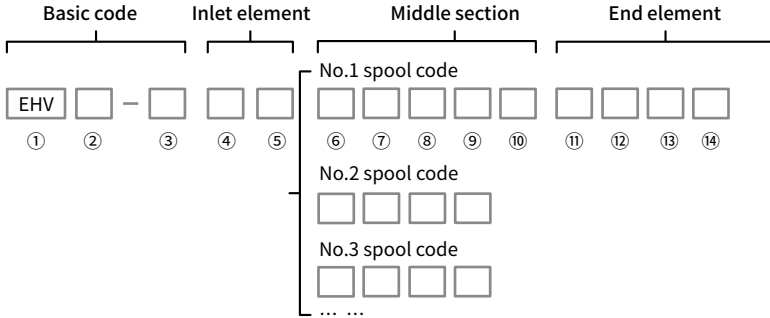 Basic code Inlet element Middle section End element
No.1 spool code
EHV –
① ② ③ ④ ⑤ ⑥ ⑦ ⑧ ⑨ ⑩ ⑪ ⑫ ⑬ ⑭
No.2 spool code
No.3 spool code
… …